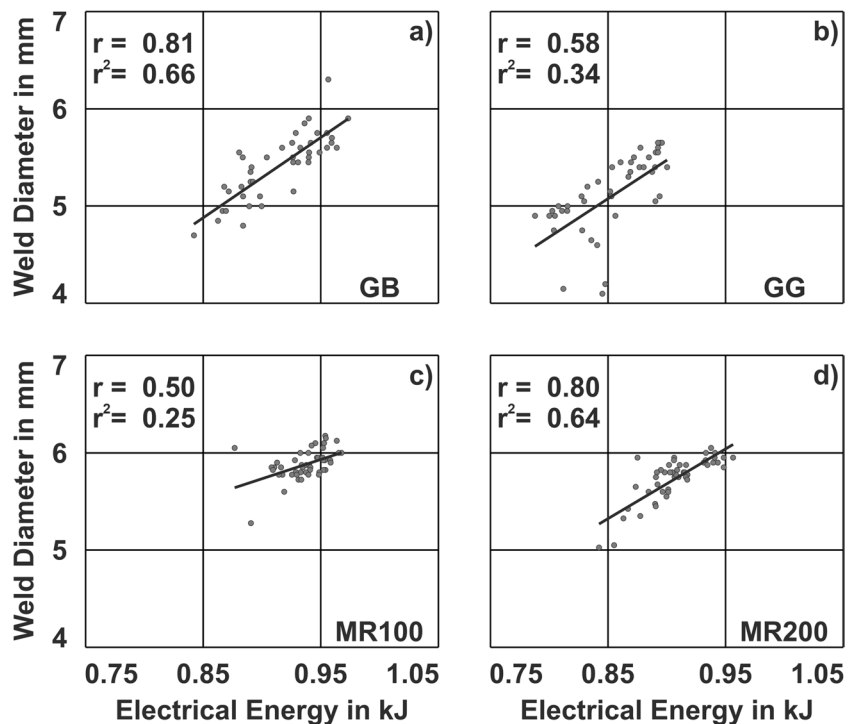 7
a)
r = 0.81
r²= 0.66
6
5
4
GB
Weld Diameter in mm
b)
r = 0.58
r²= 0.34
GG
7
c)
r = 0.50
r²= 0.25
6
5
4
MR100
Weld Diameter in mm
d)
r = 0.80
r²= 0.64
MR200
0.75 0.85 0.95 1.05
0.75 0.85 0.95 1.05
Electrical Energy in kJ
Electrical Energy in kJ